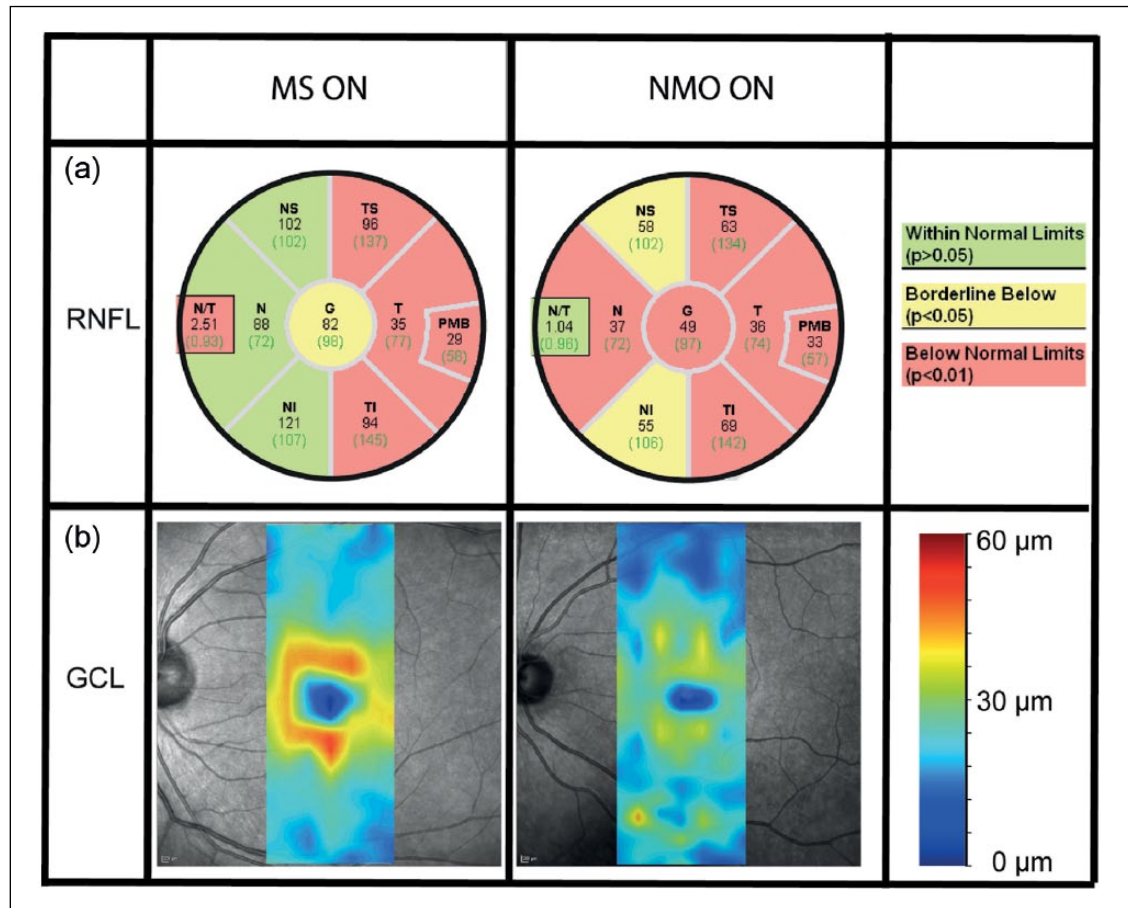 MS ON
NMO ON
(a)
RNFL
NS
102
(102)
TS
96
(137)
N/T
2.51
(0.93)
N
88
(72)
G
82
(98)
T
35
(77)
PMB
29
(58)
NI
121
(107)
TI
94
(145)
NS
58
(102)
TS
63
(134)
N/T
1.04
(0.96)
N
37
(72)
G
49
(97)
T
36
(74)
PMB
33
(57)
NI
55
(106)
TI
69
(142)
Within Normal Limits
(p>0.05)
Borderline Below
(p<0.05)
Below Normal Limits
(p<0.01)
(b)
GCL
60 µm
30 µm
0 µm